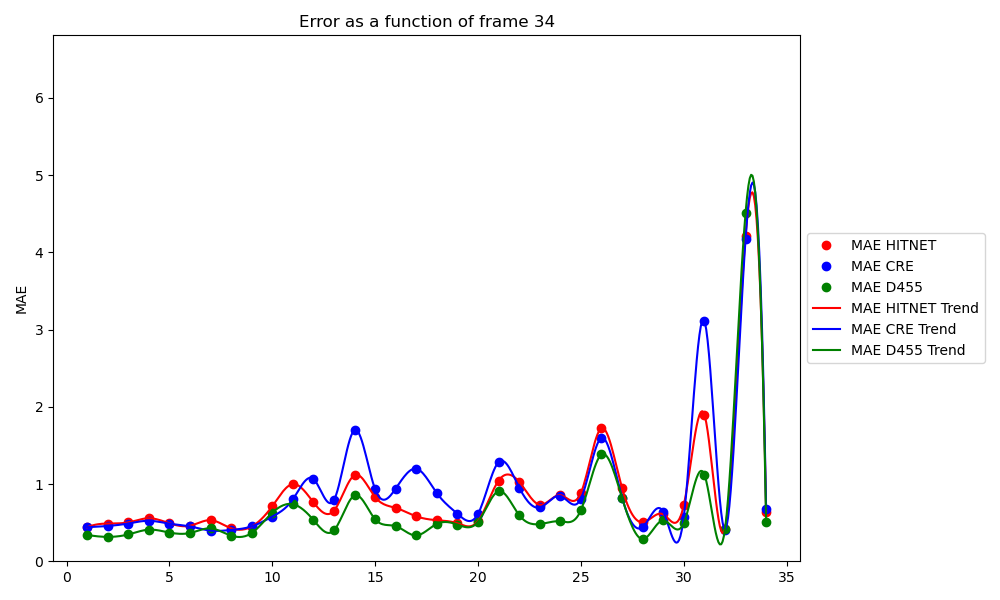 Error as a function of frame 34
MAE
6
5
4
3
2
1
0
0 5 10 15 20 25 30 35
MAE HITNET
MAE CRE
MAE D455
MAE HITNET Trend
MAE CRE Trend
MAE D455 Trend